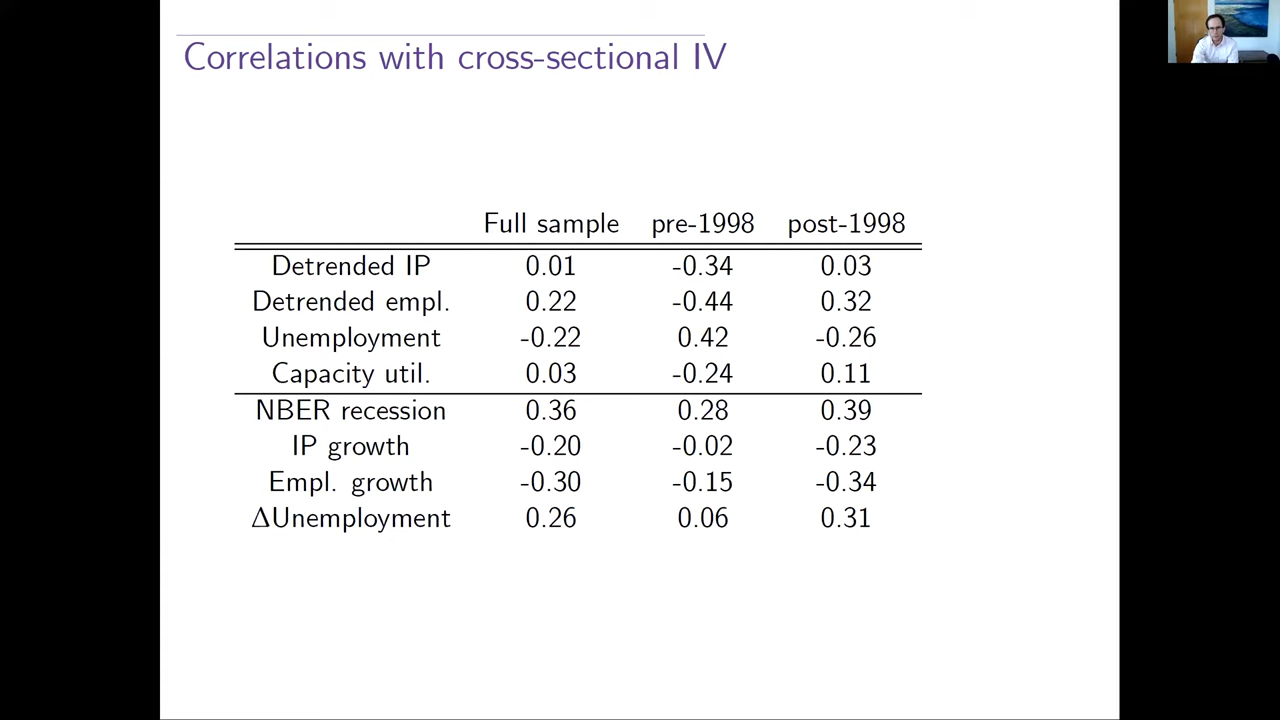 Correlations with cross-sectional IV
Full sample pre-1998 post-1998
Detrended IP 0.01 -0.34 0.03
Detrended empl. 0.22 -0.44 0.32
Unemployment -0.22 0.42 -0.26
Capacity util. 0.03 -0.24 0.11
NBER recession 0.36 0.28 0.39
IP growth -0.20 -0.02 -0.23
Empl. growth -0.30 -0.15 -0.34
ΔUnemployment 0.26 0.06 0.31